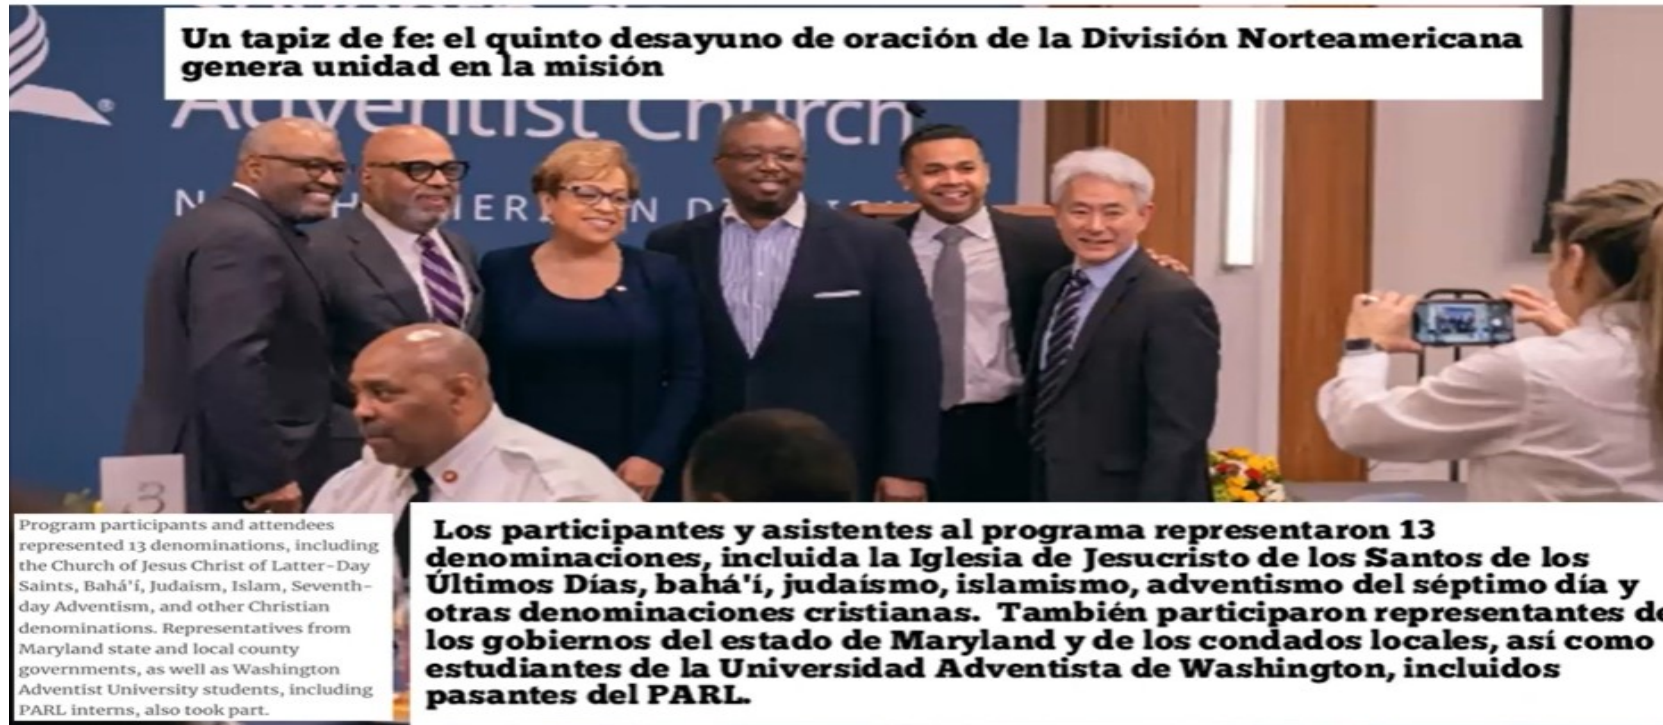 Un tapiz de fe: el quinto desayuno de oración de la División Norteamericana
genera unidad en la misión
Adventist Church
3
Program participants and attendees
represented 13 denominations, including
the Church of Jesus Christ of Latter-Day
Saints, Bahá'í, Judaism, Islam, Seventh-
day Adventism, and other Christian
denominations. Representatives from
Maryland state and local county
governments, as well as Washington
Adventist University students, including
PARL interns, also took part.
Los participantes y asistentes al programa representaron 13
denominaciones, incluida la Iglesia de Jesucristo de los Santos de los
Últimos Días, bahá'í, judaísmo, islamismo, adventismo del séptimo día y
otras denominaciones cristianas. También participaron representantes de
los gobiernos del estado de Maryland y de los condados locales, así como
estudiantes de la Universidad Adventista de Washington, incluidos
pasantes del PARL.